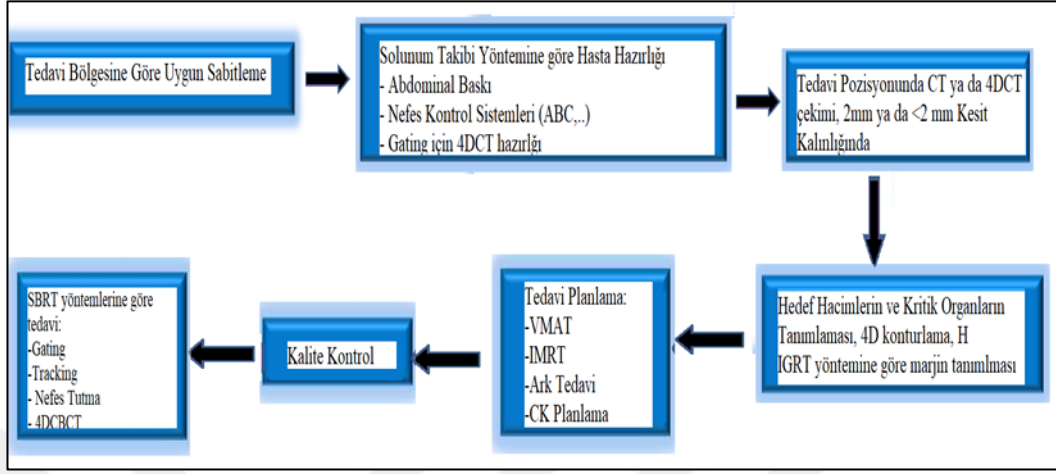 Tedavi Bölgesine Göre Uygun Sabitleme
Solunum Takibi Yöntemine göre Hasta Hazırlığı
- Abdominal Baskı
- Nefes Kontrol Sistemleri (ABC,..)
- Gating için 4DCT hazırlğı
Tedavi Pozisyonunda CT ya da 4DCT
çekimi, 2mm ya da <2 mm Kesit
Kalınlığında
Hedef Hacimlerin ve Kritik Organların
Tanımlaması, 4D konturlama, H
IGRT yöntemine göre marjin tanımlması
Tedavi Planlama:
-VMAT
-IMRT
-Ark Tedavi
-CK Planlama
Kalite Kontrol
SBRT yöntemlerine göre
tedavi:
-Gating
-Tracking
- Nefes Tutma
- 4DCBCT